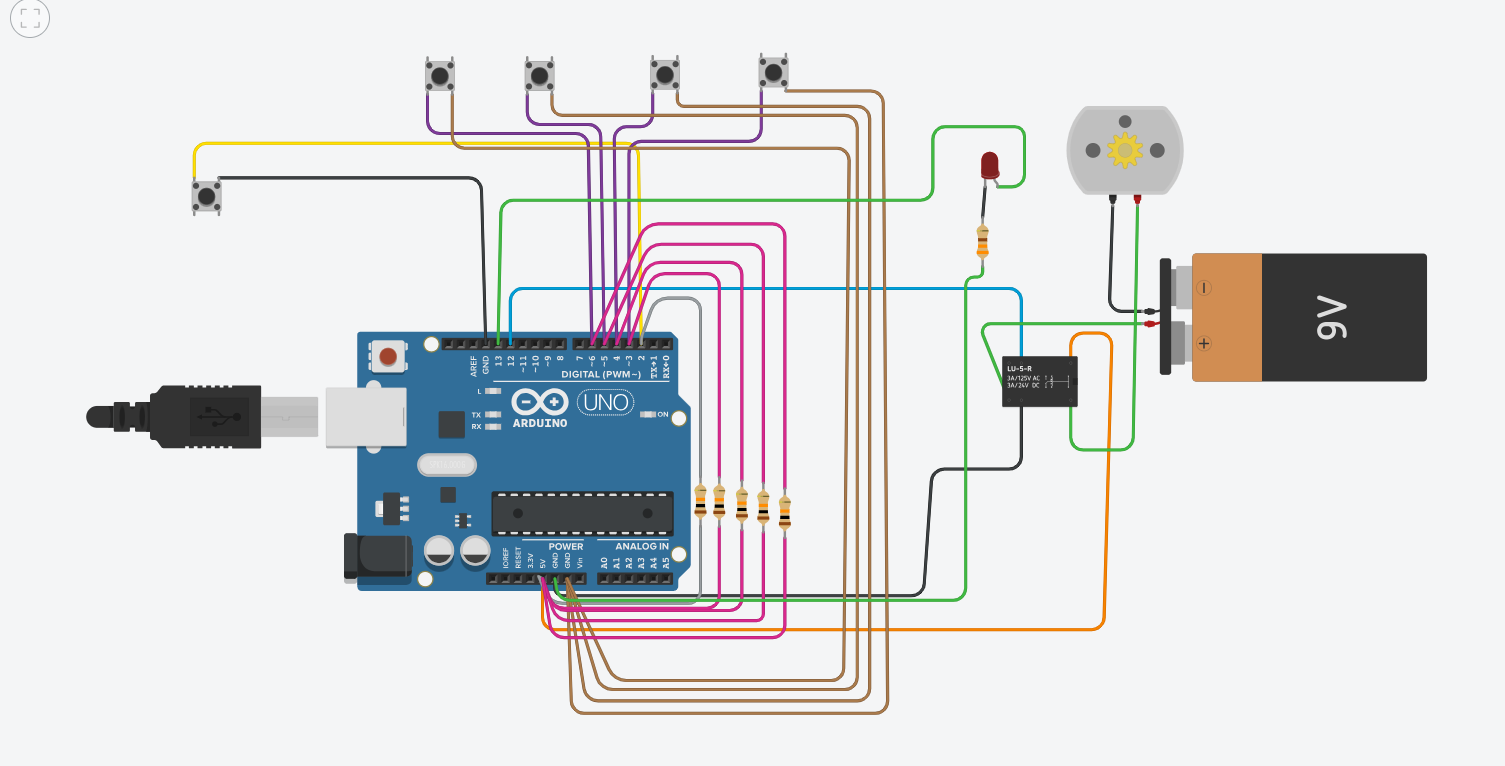 AREF
GND
13
12
~11
~10
~9
8
7
~6
~5
4
~3
2
TX→1
RX←0
DIGITAL (PWM~)
L
TX
RX
ARDUINO
UNO
ON
LU-5-R
3A/125V AC
3A/24V DC
9V
POWER
ANALOG IN
IOREF
RESET
3.3V
5V
GND
GND
Vin
A0
A1
A2
A3
A4
A5